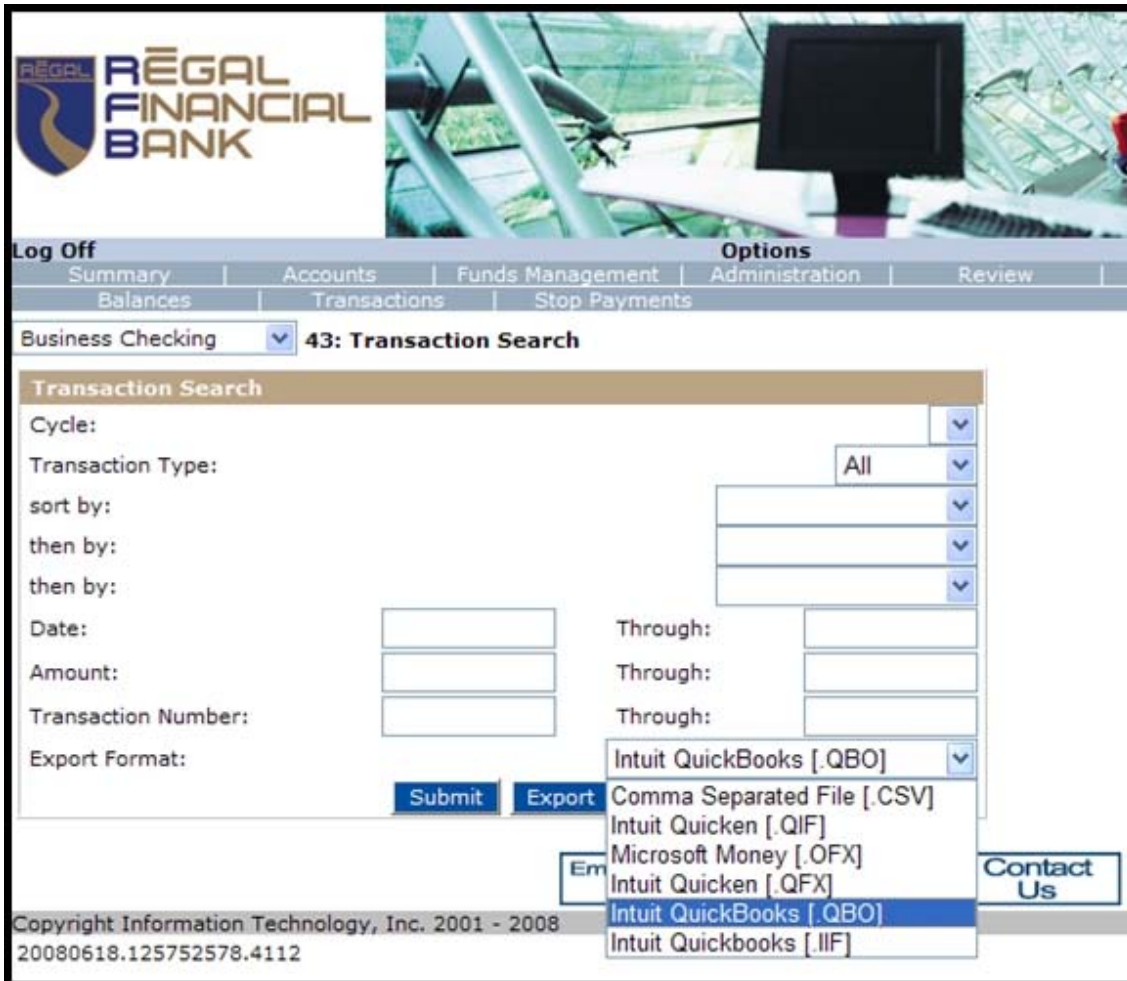 RĒGAL
RĒGAL
FINANCIAL
BANK
Log Off Options
Summary | Accounts | Funds Management | Administration | Review |
Balances | Transactions | Stop Payments
Business Checking 43: Transaction Search
Transaction Search
Cycle:
Transaction Type: All
sort by:
then by:
then by:
Date: Through:
Amount: Through:
Transaction Number: Through:
Export Format: Intuit QuickBooks [.QBO]
Submit Export Comma Separated File [.CSV]
Intuit Quicken [.QIF]
Microsoft Money [.OFX]
Intuit Quicken [.QFX]
Intuit QuickBooks [.QBO]
Intuit Quickbooks [.IIF]
Em
Contact
Us
Copyright Information Technology, Inc. 2001 - 2008
20080618.125752578.4112